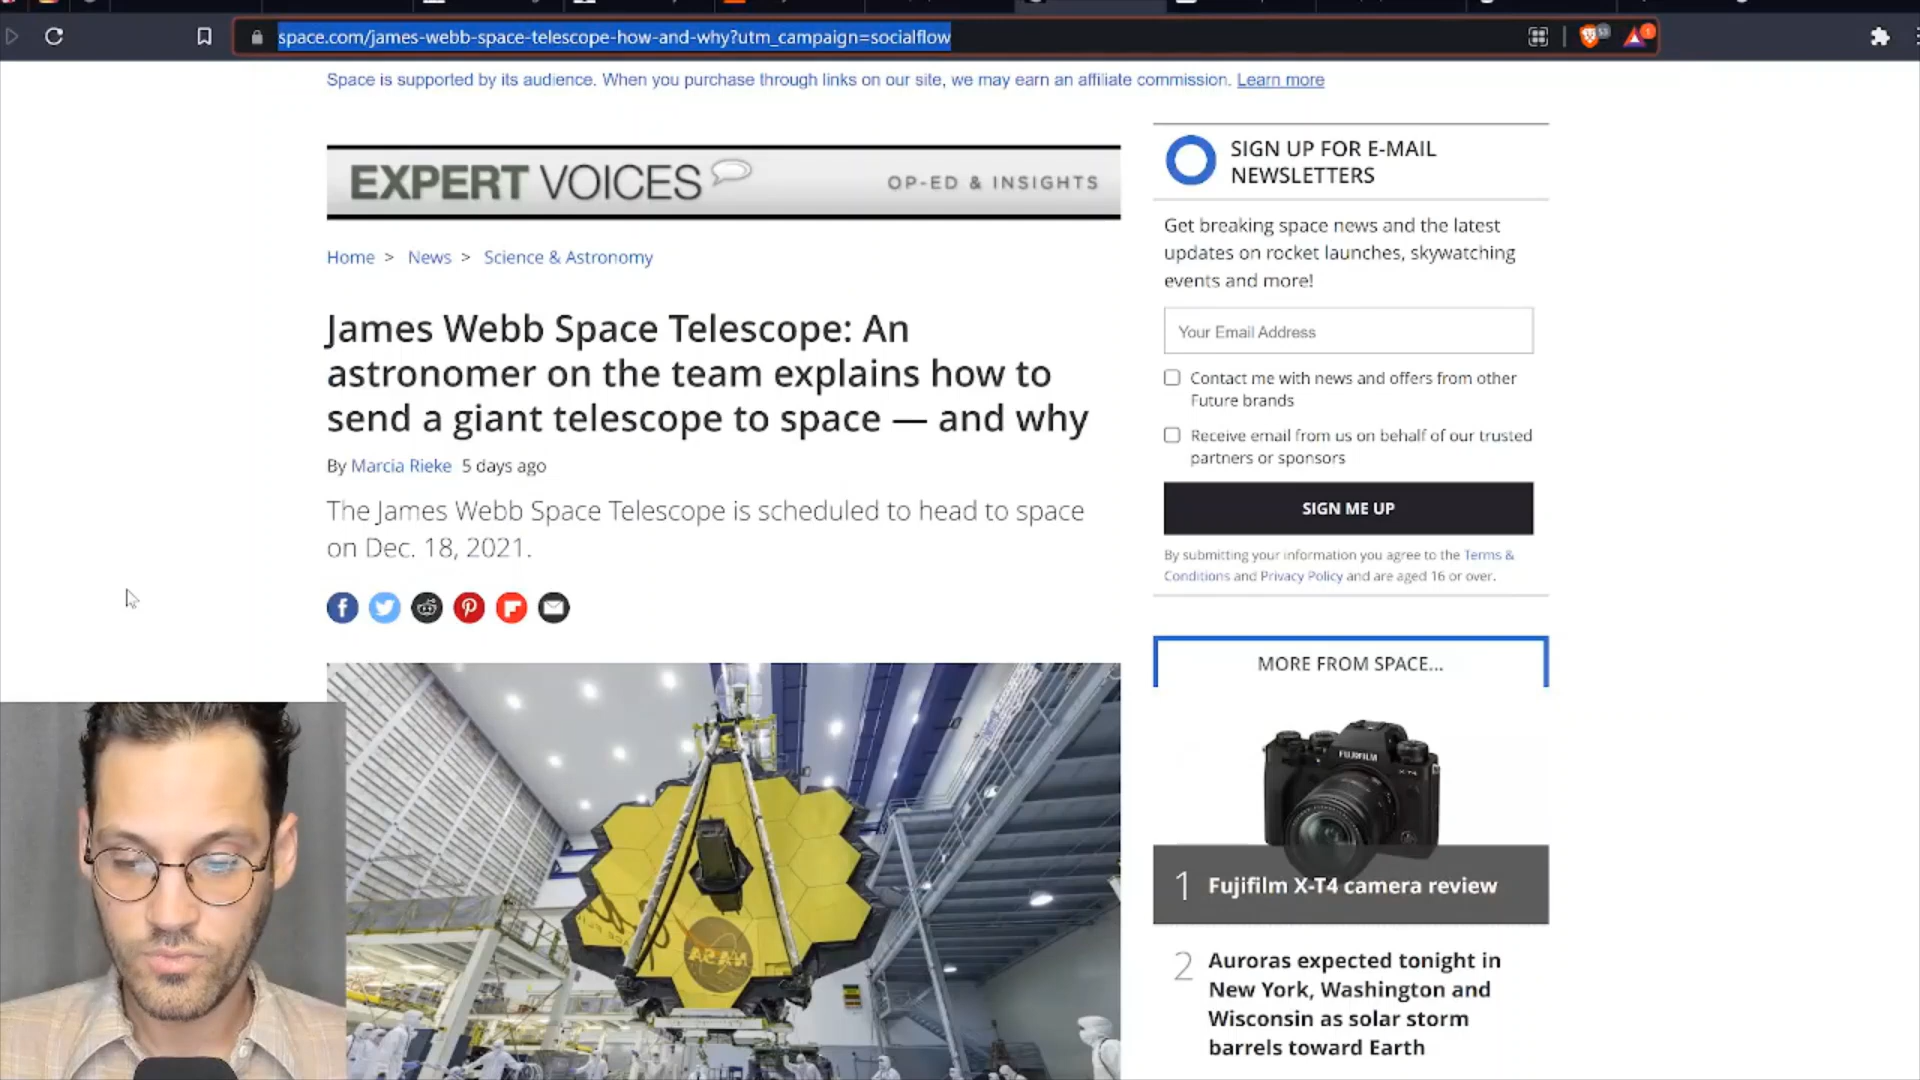 space.com/james-webb-space-telescope-how-and-why?utm_campaign=socialflow
53
1
Space is supported by its audience. When you purchase through links on our site, we may earn an affiliate commission. Learn more
EXPERT VOICES
OP-ED & INSIGHTS
Home > News > Science & Astronomy
James Webb Space Telescope: An
astronomer on the team explains how to
send a giant telescope to space — and why
By Marcia Rieke 5 days ago
The James Webb Space Telescope is scheduled to head to space
on Dec. 18, 2021.
NASA
SIGN UP FOR E-MAIL
NEWSLETTERS
Get breaking space news and the latest
updates on rocket launches, skywatching
events and more!
Your Email Address
Contact me with news and offers from other
Future brands
Receive email from us on behalf of our trusted
partners or sponsors
SIGN ME UP
By submitting your information you agree to the Terms &
Conditions and Privacy Policy and are aged 16 or over.
MORE FROM SPACE...
FUJIFILM
X-T4
1 Fujifilm X-T4 camera review
2 Auroras expected tonight in
New York, Washington and
Wisconsin as solar storm
barrels toward Earth